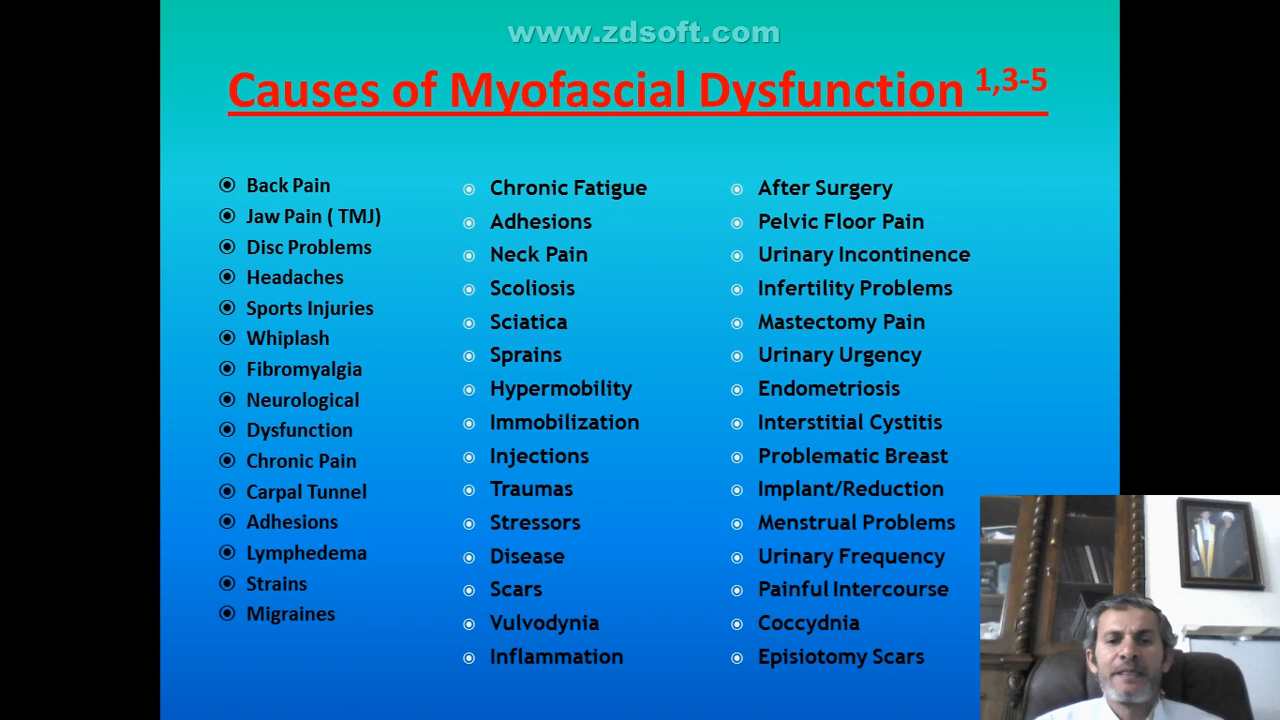 www.zdsoft.com
Causes of Myofascial Dysfunction 1,3-5
Back Pain
Jaw Pain ( TMJ)
Disc Problems
Headaches
Sports Injuries
Whiplash
Fibromyalgia
Neurological
Dysfunction
Chronic Pain
Carpal Tunnel
Adhesions
Lymphedema
Strains
Migraines
Chronic Fatigue
Adhesions
Neck Pain
Scoliosis
Sciatica
Sprains
Hypermobility
Immobilization
Injections
Traumas
Stressors
Disease
Scars
Vulvodynia
Inflammation
After Surgery
Pelvic Floor Pain
Urinary Incontinence
Infertility Problems
Mastectomy Pain
Urinary Urgency
Endometriosis
Interstitial Cystitis
Problematic Breast
Implant/Reduction
Menstrual Problems
Urinary Frequency
Painful Intercourse
Coccydnia
Episiotomy Scars